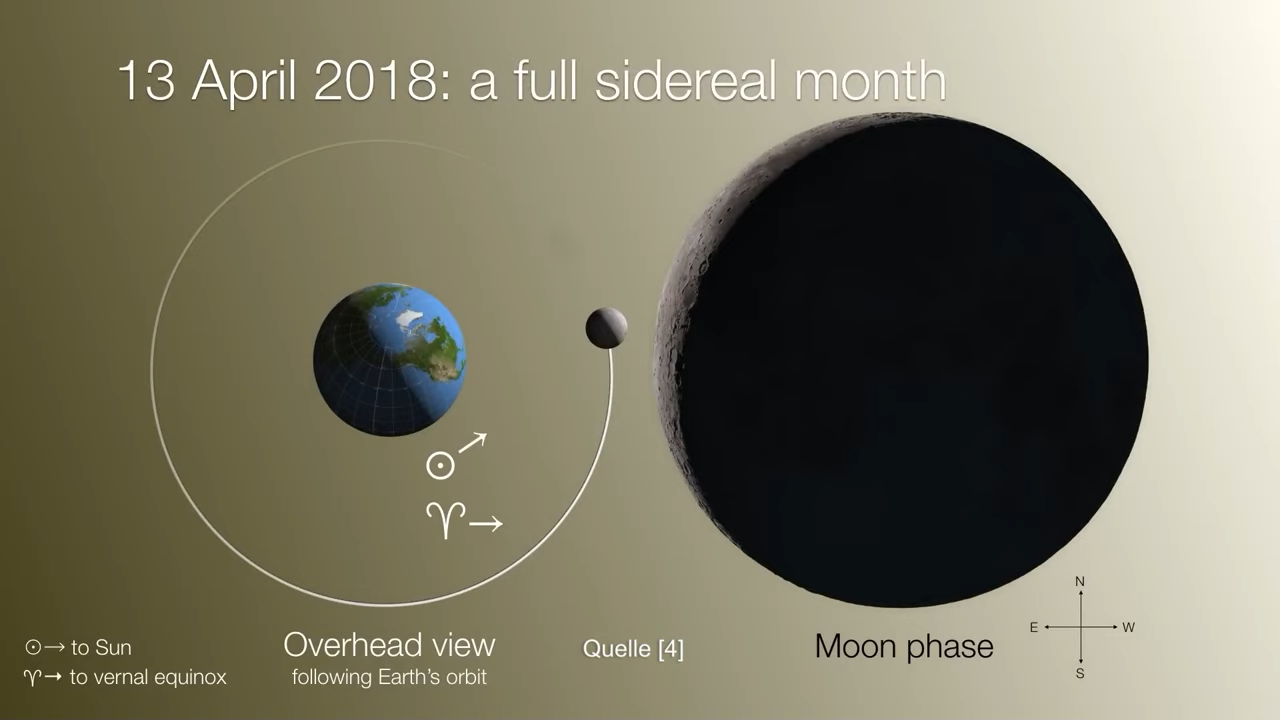 13 April 2018: a full sidereal month
☉→
♈→
N
E W
S
☉→ to Sun
♈→ to vernal equinox
Overhead view
following Earth's orbit
Quelle [4]
Moon phase